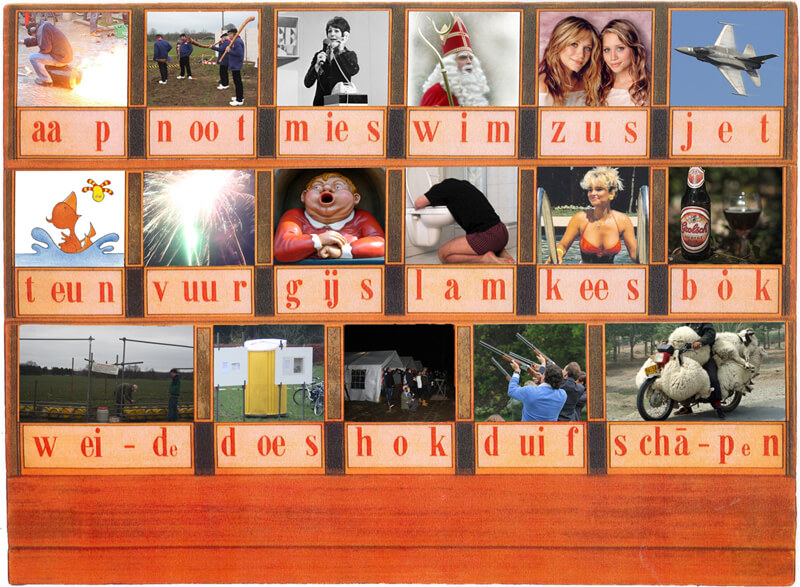 aap noot mies wim zus jet
Grolsch
teun vuur gijs lam kees bòk
wei-de does hok duif schā-pen